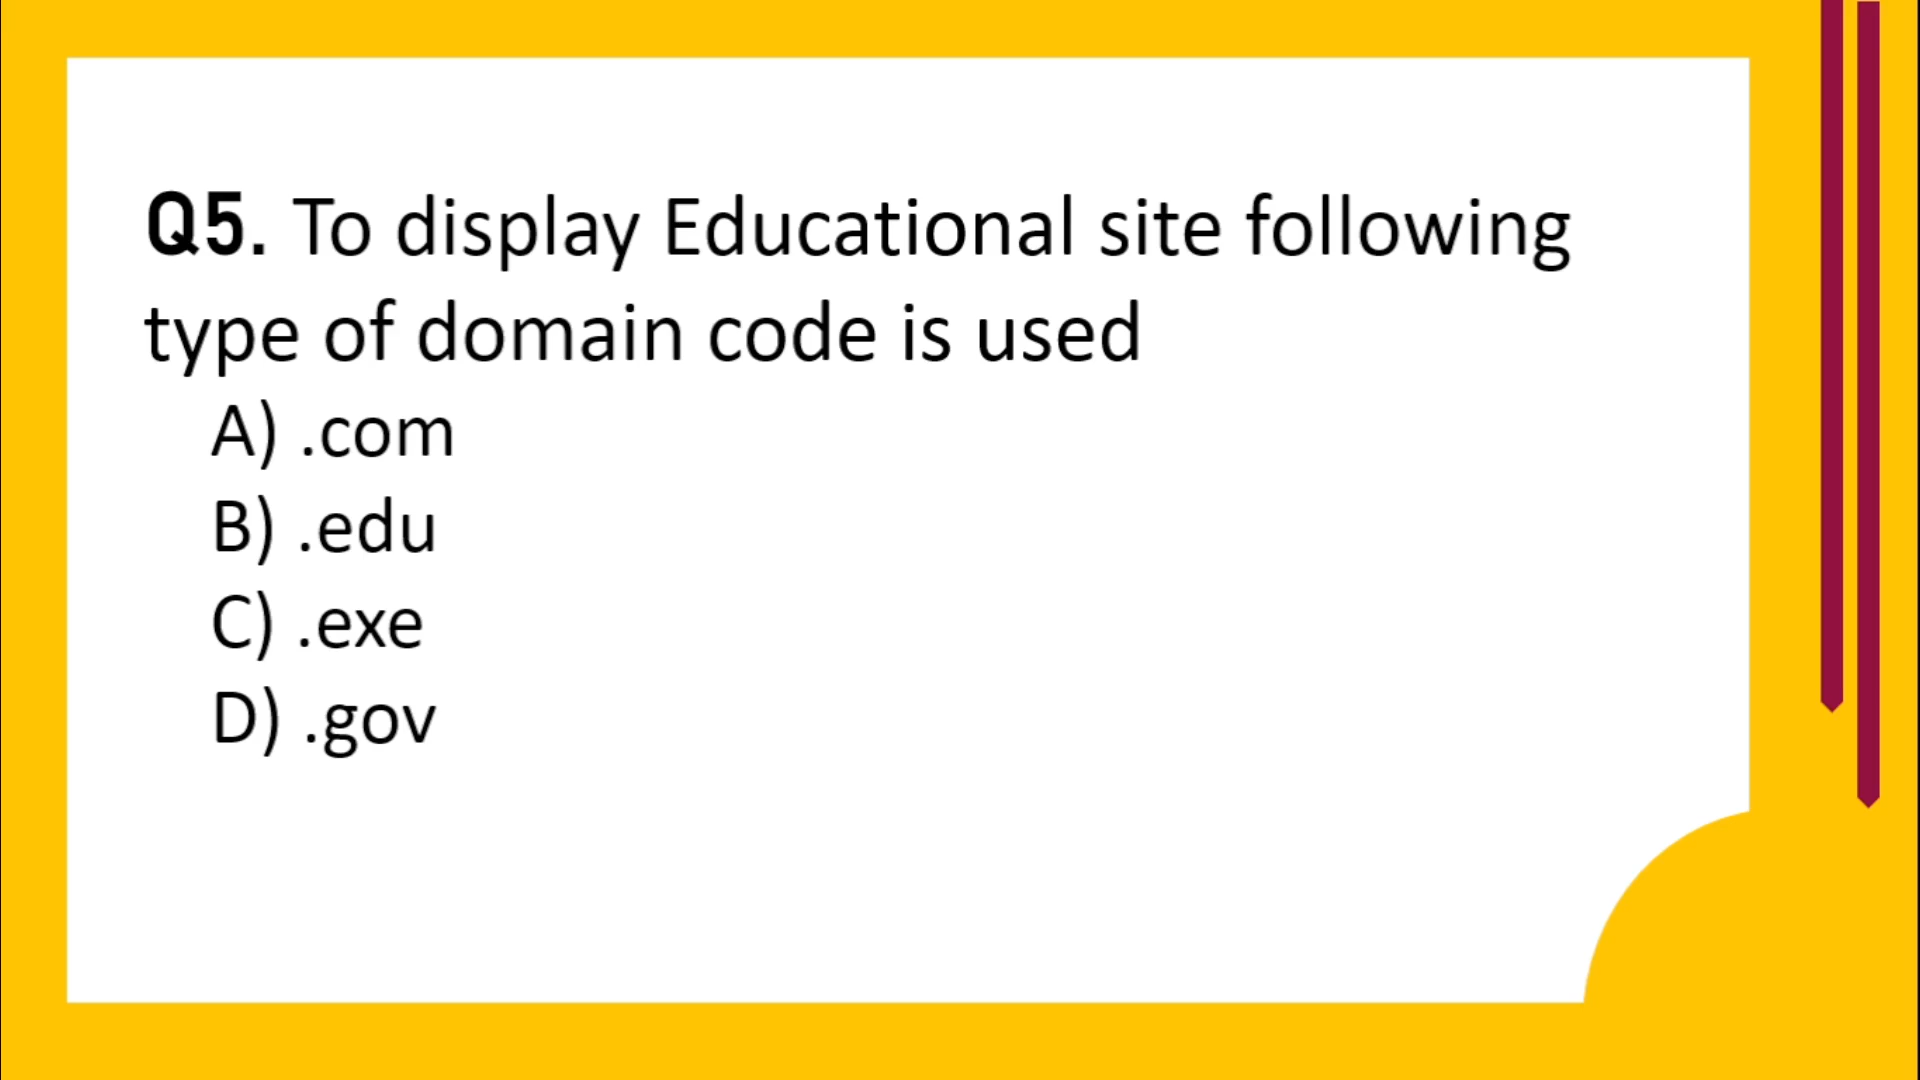 Q5. To display Educational site following
type of domain code is used
A) .com
B) .edu
C) .exe
D) .gov